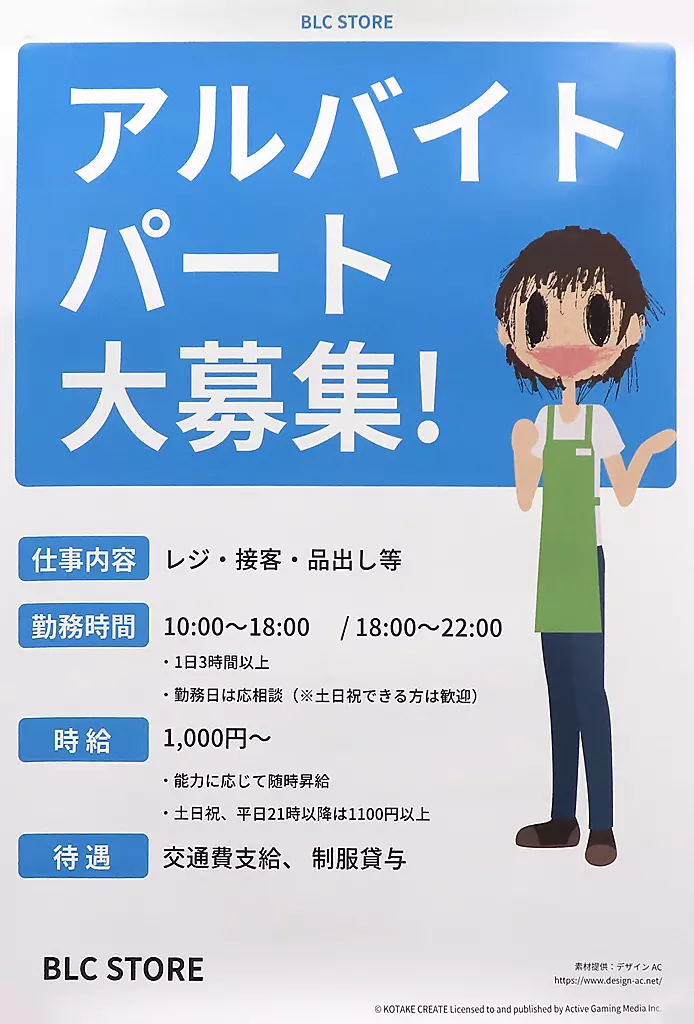 BLC STORE
アルバイト
パート
大募集!
仕事内容 レジ・接客・品出し等
勤務時間 10:00〜18:00 / 18:00〜22:00
・1日3時間以上
・勤務日は応相談（※土日祝できる方は歓迎）
時給 1,000円〜
・能力に応じて随時昇給
・土日祝、平日21時以降は1100円以上
待遇 交通費支給、制服貸与
BLC STORE
素材提供：デザインAC
https://www.design-ac.net/
© KOTAKE CREATE Licensed to and published by Active Gaming Media Inc.